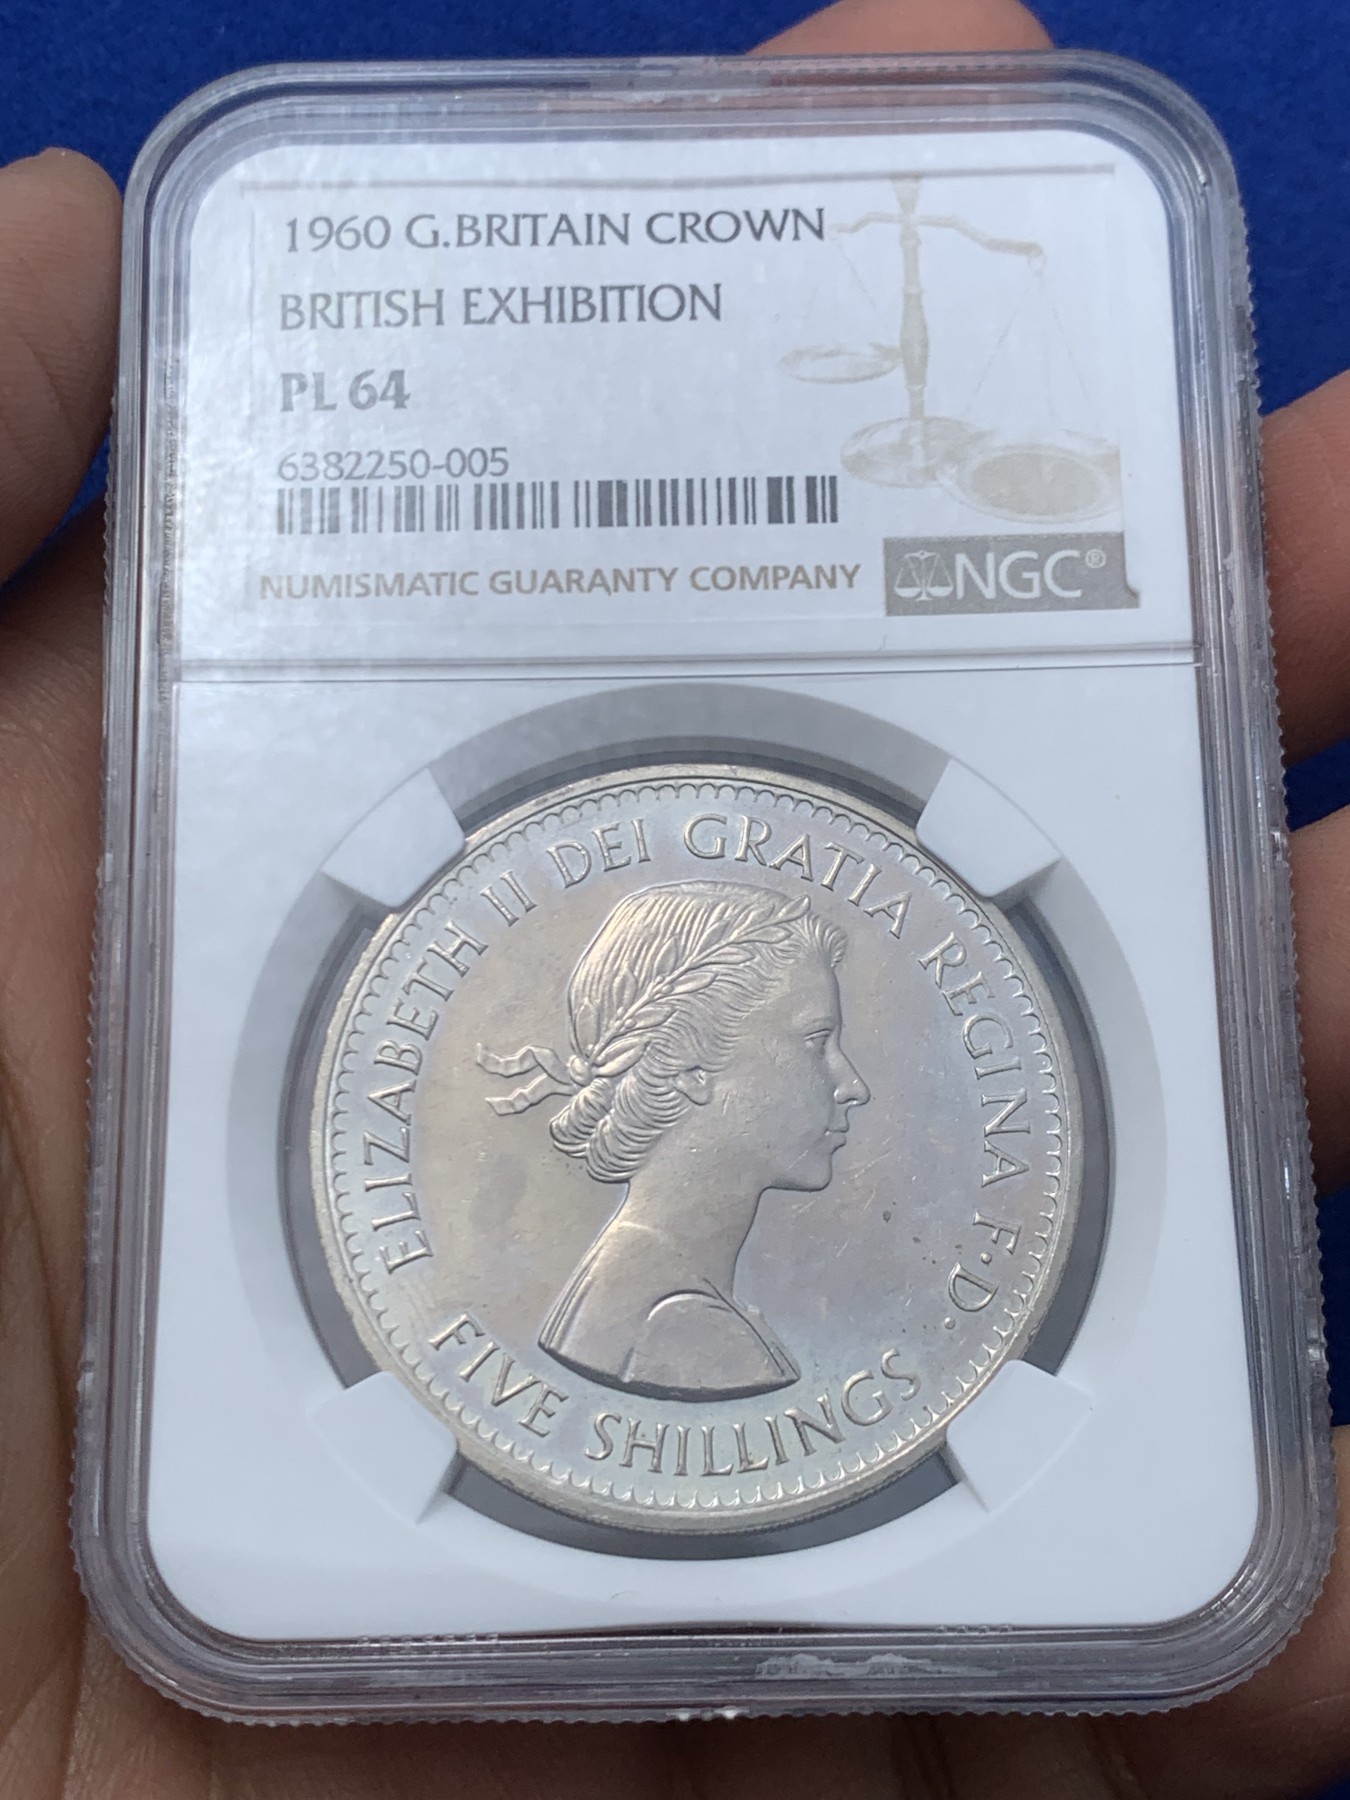 1960 G.BRITAIN CROWN
BRITISH EXHIBITION
PL 64
6382250-005
NUMISMATIC GUARANTY COMPANY
NGC®
ELIZABETH II DEI GRATIA REGINA F·D·
FIVE SHILLINGS